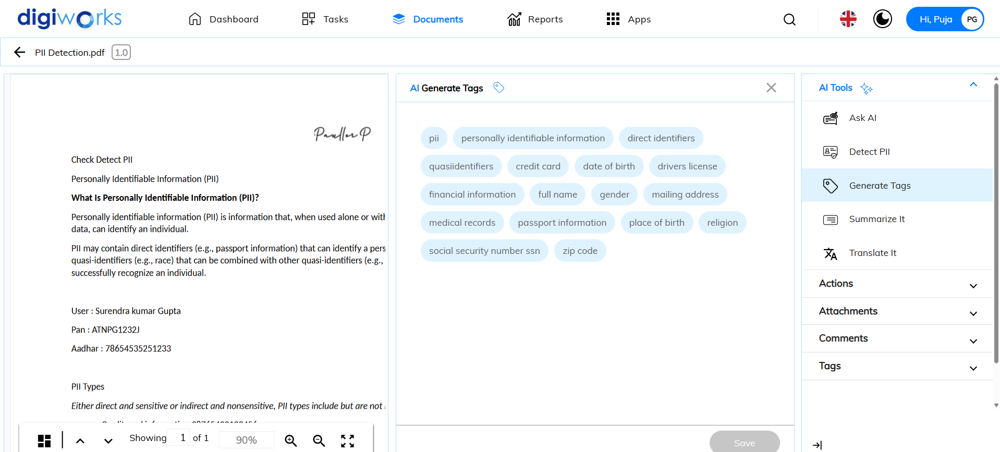 digiworks
Dashboard
Tasks
Documents
Reports
Apps
Hi, Puja PG
PII Detection.pdf 1.0
Pauller P
Check Detect PII
Personally Identifiable Information (PII)
What Is Personally Identifiable Information (PII)?
Personally identifiable information (PII) is information that, when used alone or with
data, can identify an individual.
PII may contain direct identifiers (e.g., passport information) that can identify a pers
quasi-identifiers (e.g., race) that can be combined with other quasi-identifiers (e.g.,
successfully recognize an individual.
User : Surendra kumar Gupta
Pan : ATNPG1232J
Aadhar : 78654535251233
PII Types
Either direct and sensitive or indirect and nonsensitive, PII types include but are not
Showing 1 of 1 90%
AI Generate Tags
pii personally identifiable information direct identifiers
quasiidentifiers credit card date of birth drivers license
financial information full name gender mailing address
medical records passport information place of birth religion
social security number ssn zip code
Save
AI Tools
Ask AI
Detect PII
Generate Tags
Summarize It
Translate It
Actions
Attachments
Comments
Tags